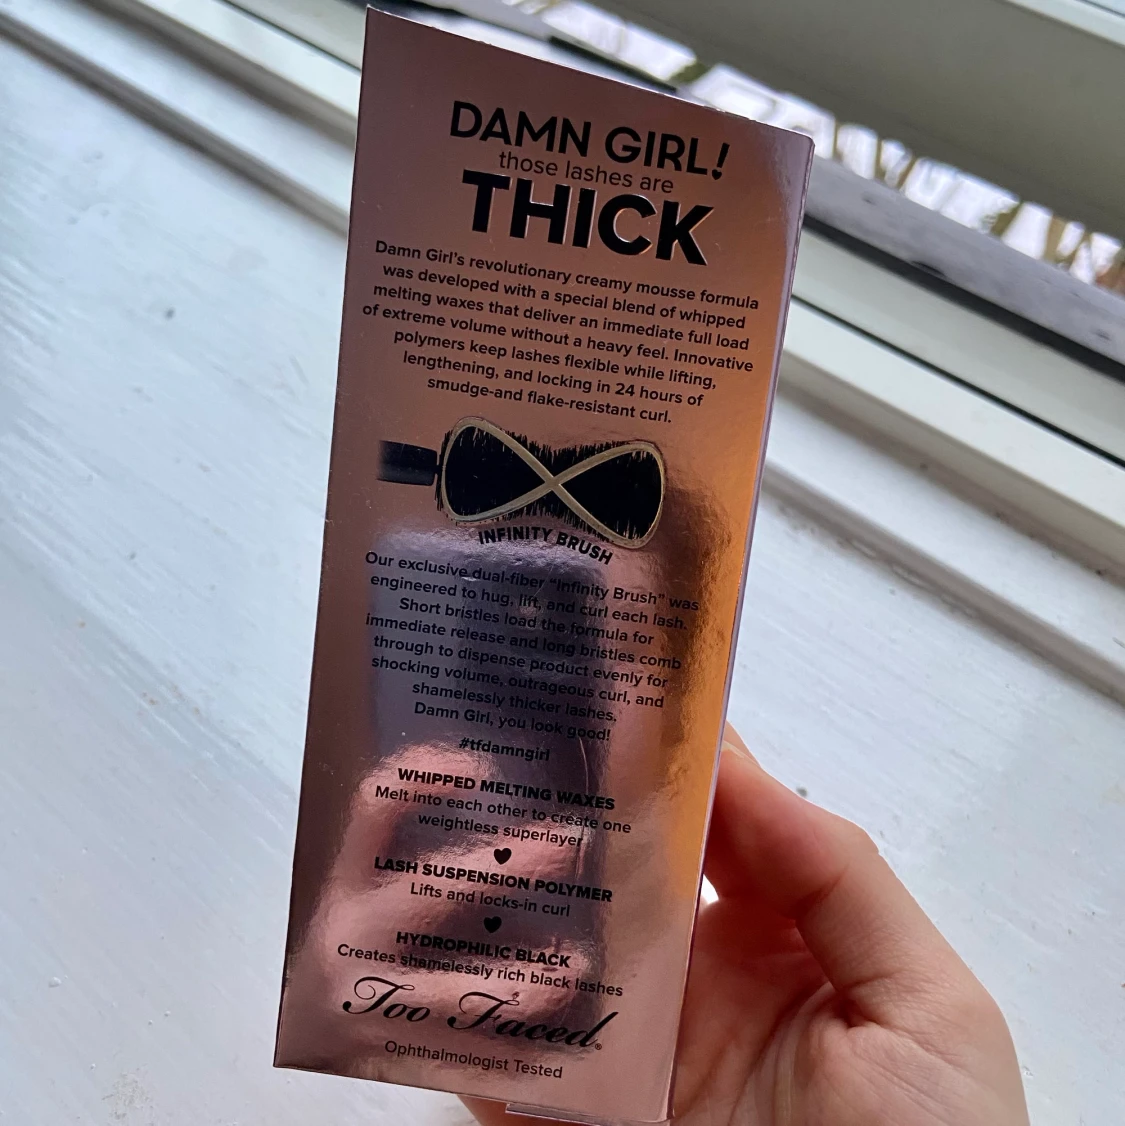 DAMN GIRL!
those lashes are
THICK
Damn Girl's revolutionary creamy mousse formula
was developed with a special blend of whipped
melting waxes that deliver an immediate full load
of extreme volume without a heavy feel. Innovative
polymers keep lashes flexible while lifting,
lengthening, and locking in 24 hours of
smudge-and flake-resistant curl.
INFINITY BRUSH
Our exclusive dual-fiber "Infinity Brush" was
engineered to hug, lift, and curl each lash.
Short bristles load the formula for
immediate release and long bristles comb
through to dispense product evenly for
shocking volume, outrageous curl, and
shamelessly thicker lashes.
Damn Girl, you look good!
#tfdamngirl
WHIPPED MELTING WAXES
Melt into each other to create one
weightless superlayer
LASH SUSPENSION POLYMER
Lifts and locks-in curl
HYDROPHILIC BLACK
Creates shamelessly rich black lashes
Too Faced®
Ophthalmologist Tested